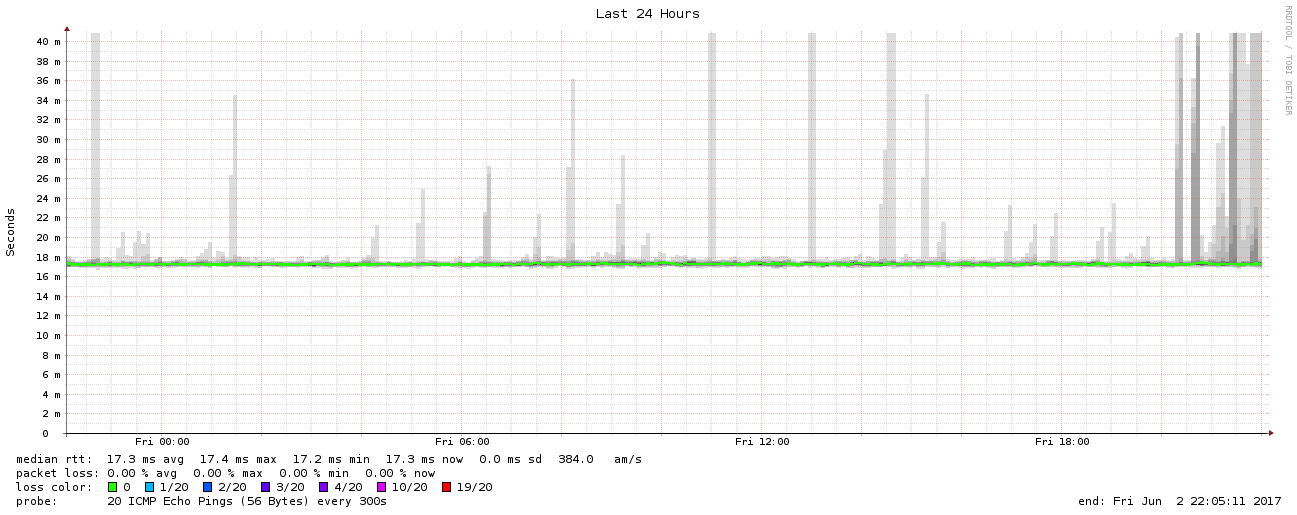 Last 24 Hours
RRDTOOL / TOBI OETIKER
Seconds
40 m
38 m
36 m
34 m
32 m
30 m
28 m
26 m
24 m
22 m
20 m
18 m
16 m
14 m
12 m
10 m
8 m
6 m
4 m
2 m
0
Fri 00:00 Fri 06:00 Fri 12:00 Fri 18:00
median rtt: 17.3 ms avg 17.4 ms max 17.2 ms min 17.3 ms now 0.0 ms sd 384.0 am/s
packet loss: 0.00 % avg 0.00 % max 0.00 % min 0.00 % now
loss color: 0 1/20 2/20 3/20 4/20 10/20 19/20
probe: 20 ICMP Echo Pings (56 Bytes) every 300s end: Fri Jun 2 22:05:11 2017